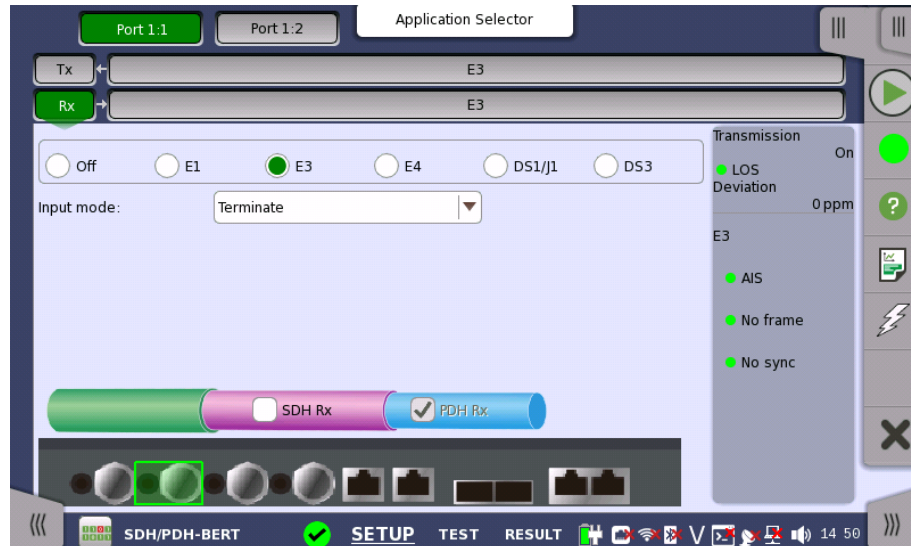 Application Selector
Port 1:1
Port 1:2
Tx
E3
Rx
E3
Off
E1
E3
E4
DS1/J1
DS3
Input mode:
Terminate
Transmission
On
LOS
Deviation
0 ppm
E3
AIS
No frame
No sync
SDH Rx
PDH Rx
SDH/PDH-BERT
SETUP
TEST
RESULT
V
14 50